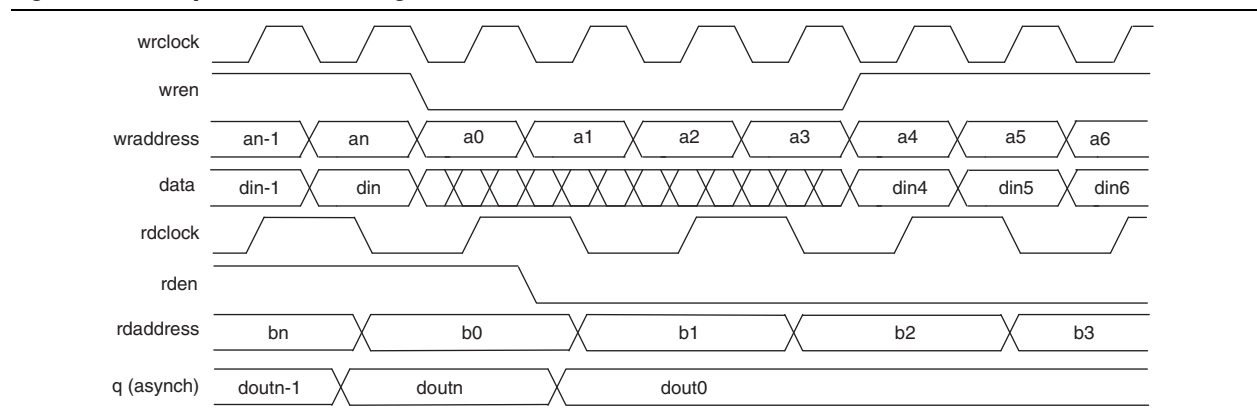 wrclock
wren
wraddress an-1 an a0 a1 a2 a3 a4 a5 a6
data din-1 din din4 din5 din6
rdclock
rden
rdaddress bn b0 b1 b2 b3
q (asynch) doutn-1 doutn dout0